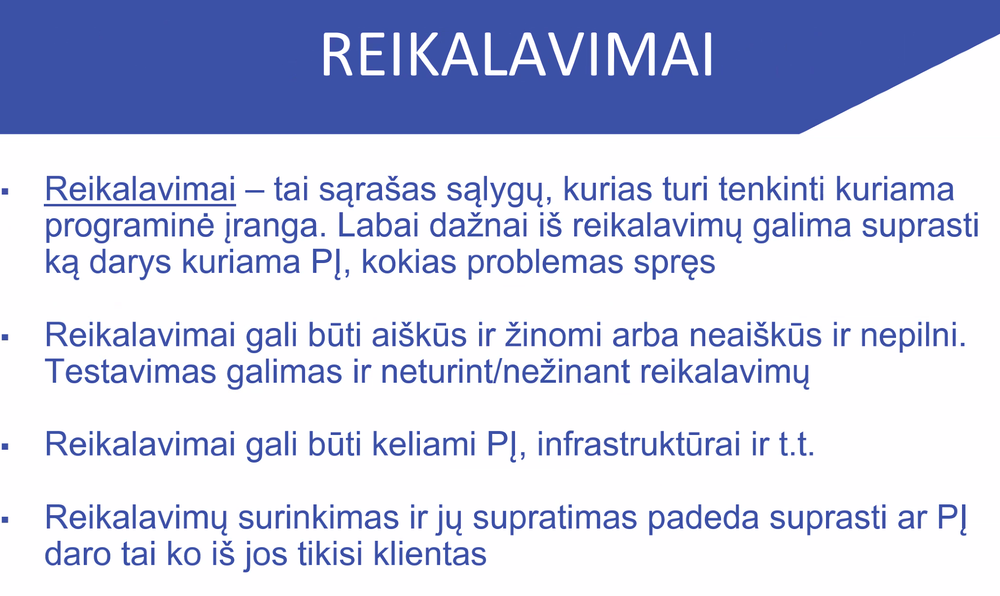 REIKALAVIMAI
▪ Reikalavimai – tai sąrašas sąlygų, kurias turi tenkinti kuriama
programinė įranga. Labai dažnai iš reikalavimų galima suprasti
ką darys kuriama PĮ, kokias problemas spręs
▪ Reikalavimai gali būti aiškūs ir žinomi arba neaiškūs ir nepilni.
Testavimas galimas ir neturint/nežinant reikalavimų
▪ Reikalavimai gali būti keliami PĮ, infrastruktūrai ir t.t.
▪ Reikalavimų surinkimas ir jų supratimas padeda suprasti ar PĮ
daro tai ko iš jos tikisi klientas